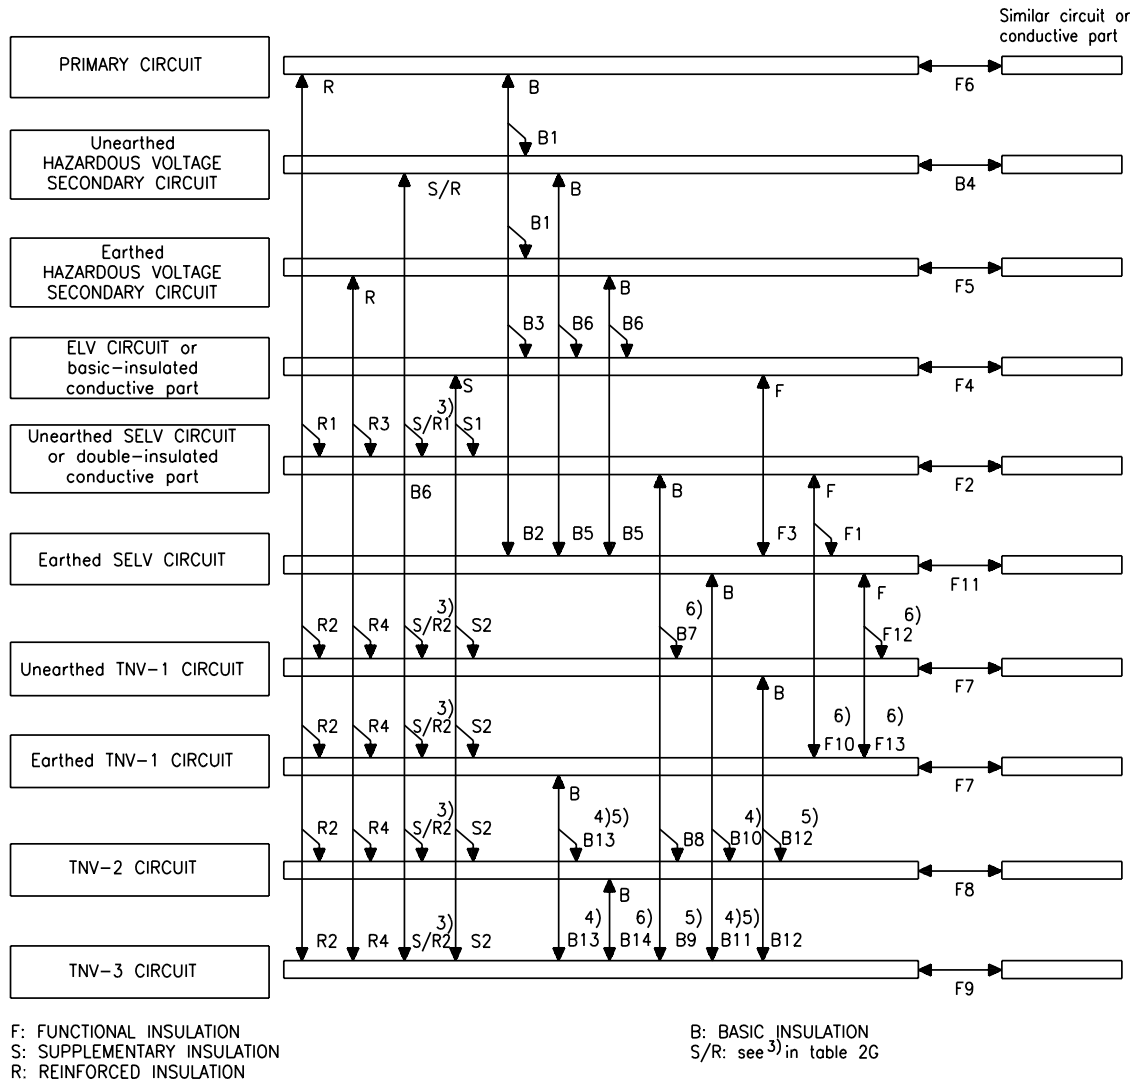 Similar circuit or
conductive part
PRIMARY CIRCUIT
R
B
F6
B1
Unearthed
HAZARDOUS VOLTAGE
SECONDARY CIRCUIT
S/R
B
B4
B1
Earthed
HAZARDOUS VOLTAGE
SECONDARY CIRCUIT
R
B
F5
B3
B6
B6
ELV CIRCUIT or
basic-insulated
conductive part
S
F
F4
R1
R3
S/R1 3)
S1
Unearthed SELV CIRCUIT
or double-insulated
conductive part
B6
B
F
F2
B2
B5
B5
F3
F1
Earthed SELV CIRCUIT
B
F
F11
R2
R4
S/R2 3)
S2
B7 6)
F12 6)
Unearthed TNV-1 CIRCUIT
B
F7
R2
R4
S/R2 3)
S2
F10 6)
F13 6)
Earthed TNV-1 CIRCUIT
B
F7
R2
R4
S/R2 3)
S2
B13 4)5)
B8
B10 4)
B12 5)
TNV-2 CIRCUIT
B
F8
R2
R4
S/R2 3)
S2
B13 4)
B14 6)
B9 5)
B11 4)5)
B12
TNV-3 CIRCUIT
F9
F: FUNCTIONAL INSULATION
S: SUPPLEMENTARY INSULATION
R: REINFORCED INSULATION
B: BASIC INSULATION
S/R: see 3) in table 2G